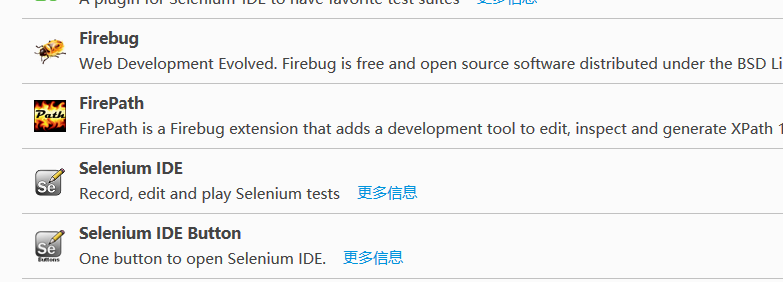 A plugin for Selenium IDE to have favorite test suites 更多信息
Firebug
Web Development Evolved. Firebug is free and open source software distributed under the BSD Li
FirePath
FirePath is a Firebug extension that adds a development tool to edit, inspect and generate XPath 1
Selenium IDE
Record, edit and play Selenium tests 更多信息
Selenium IDE Button
One button to open Selenium IDE. 更多信息
Path
Se
Se
Buttons